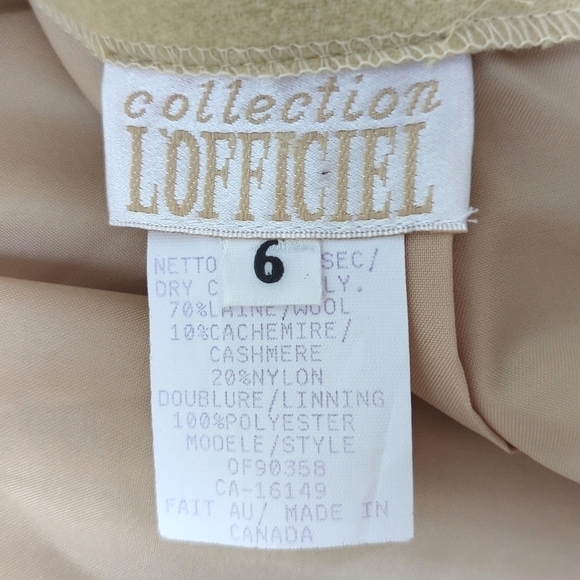 collection
L'OFFICIEL
6
NETTO SEC/
DRY C LY.
70%LAINE/WOOL
10%CACHEMIRE/
CASHMERE
20%NYLON
DOUBLURE/LINNING
100%POLYESTER
MODELE/STYLE
OF90358
CA-16149
FAIT AU/ MADE IN
CANADA